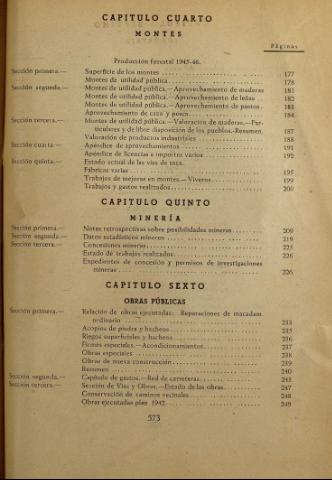 CAPITULO CUARTO
MONTES
Páginas
Producción forestal 1945-46.
Sección primera.— Superficie de los montes 177
Montes de utilidad pública 178
Sección segunda.— Montes de utilidad pública.—Aprovechamiento de maderas 181
Montes de utilidad pública.—Aprovechamiento de leñas 182
Montes de utilidad pública.—Aprovechamiento de pastos 183
Aprovechamiento de caza y pesca 184
Sección tercera.— Montes de utilidad pública.—Valoración de maderas.—Par-
ticulares y de libre disposición de los pueblos.-Resumen. 187
Valoración de productos industriales 188
Sección cuarta — Apéndice de aprovechamientos 191
Apéndice de licencias e importes varios 192
Sección quinta.— Estado actual de las vías de saca.
Fábricas varias 195
Trabajos de mejoras en montes.—Viveros 199
Trabajos y gastos realizados 200
CAPITULO QUINTO
MINERÍA
Sección primera.— Notas retrospectivas sobre posibilidades mineras 209
Sección segunda.— Datos estadísticos mineros 219
Sección tercera.— Concesiones mineras 225
Estado de trabajos realizados 226
Expedientes de concesión y permisos de investigaciones
mineras 226
CAPITULO SEXTO
OBRAS PÚBLICAS
Sección primera.— Relación de obras ejecutadas: Reparaciones de macadam
ordinario 233
Acopios de piedra y bacheos 235
Riegos superficiales y bacheos 236
Firmes especiales.—Acondicionamientos 237
Obras especiales 238
Obras de nueva construcción 239
Resumen 240
Sección segunda.— Capítulo de gastos.—Red de carreteras 241
Sección tercera.— Sección de Vías y Obras.—Estado de las obras 247
Conservación de caminos vecinales 248
Obras ejecutadas plan 1942 249
573